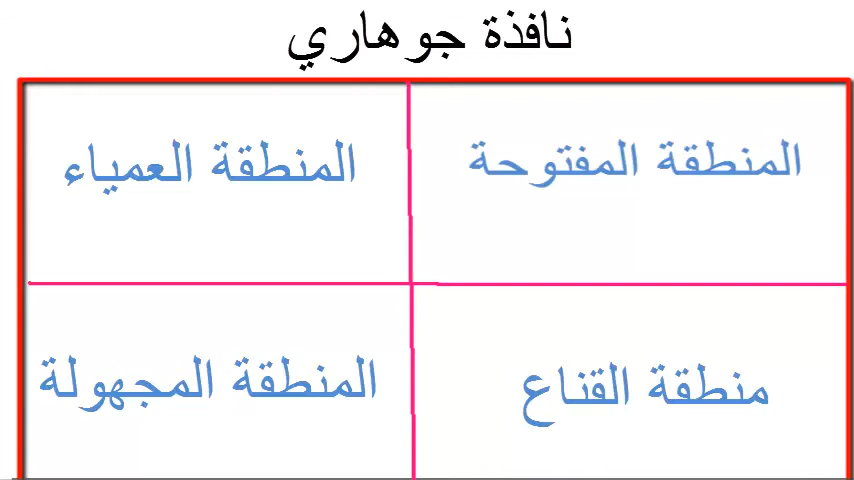 نافذة جوهاري
المنطقة المفتوحة
المنطقة العمياء
منطقة القناع
المنطقة المجهولة